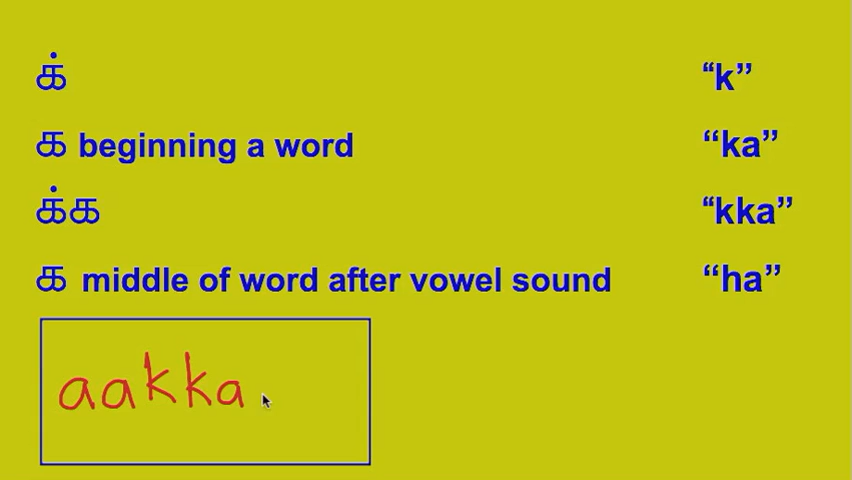 க் “k”
க beginning a word “ka”
க்க “kka”
க middle of word after vowel sound “ha”
aakka